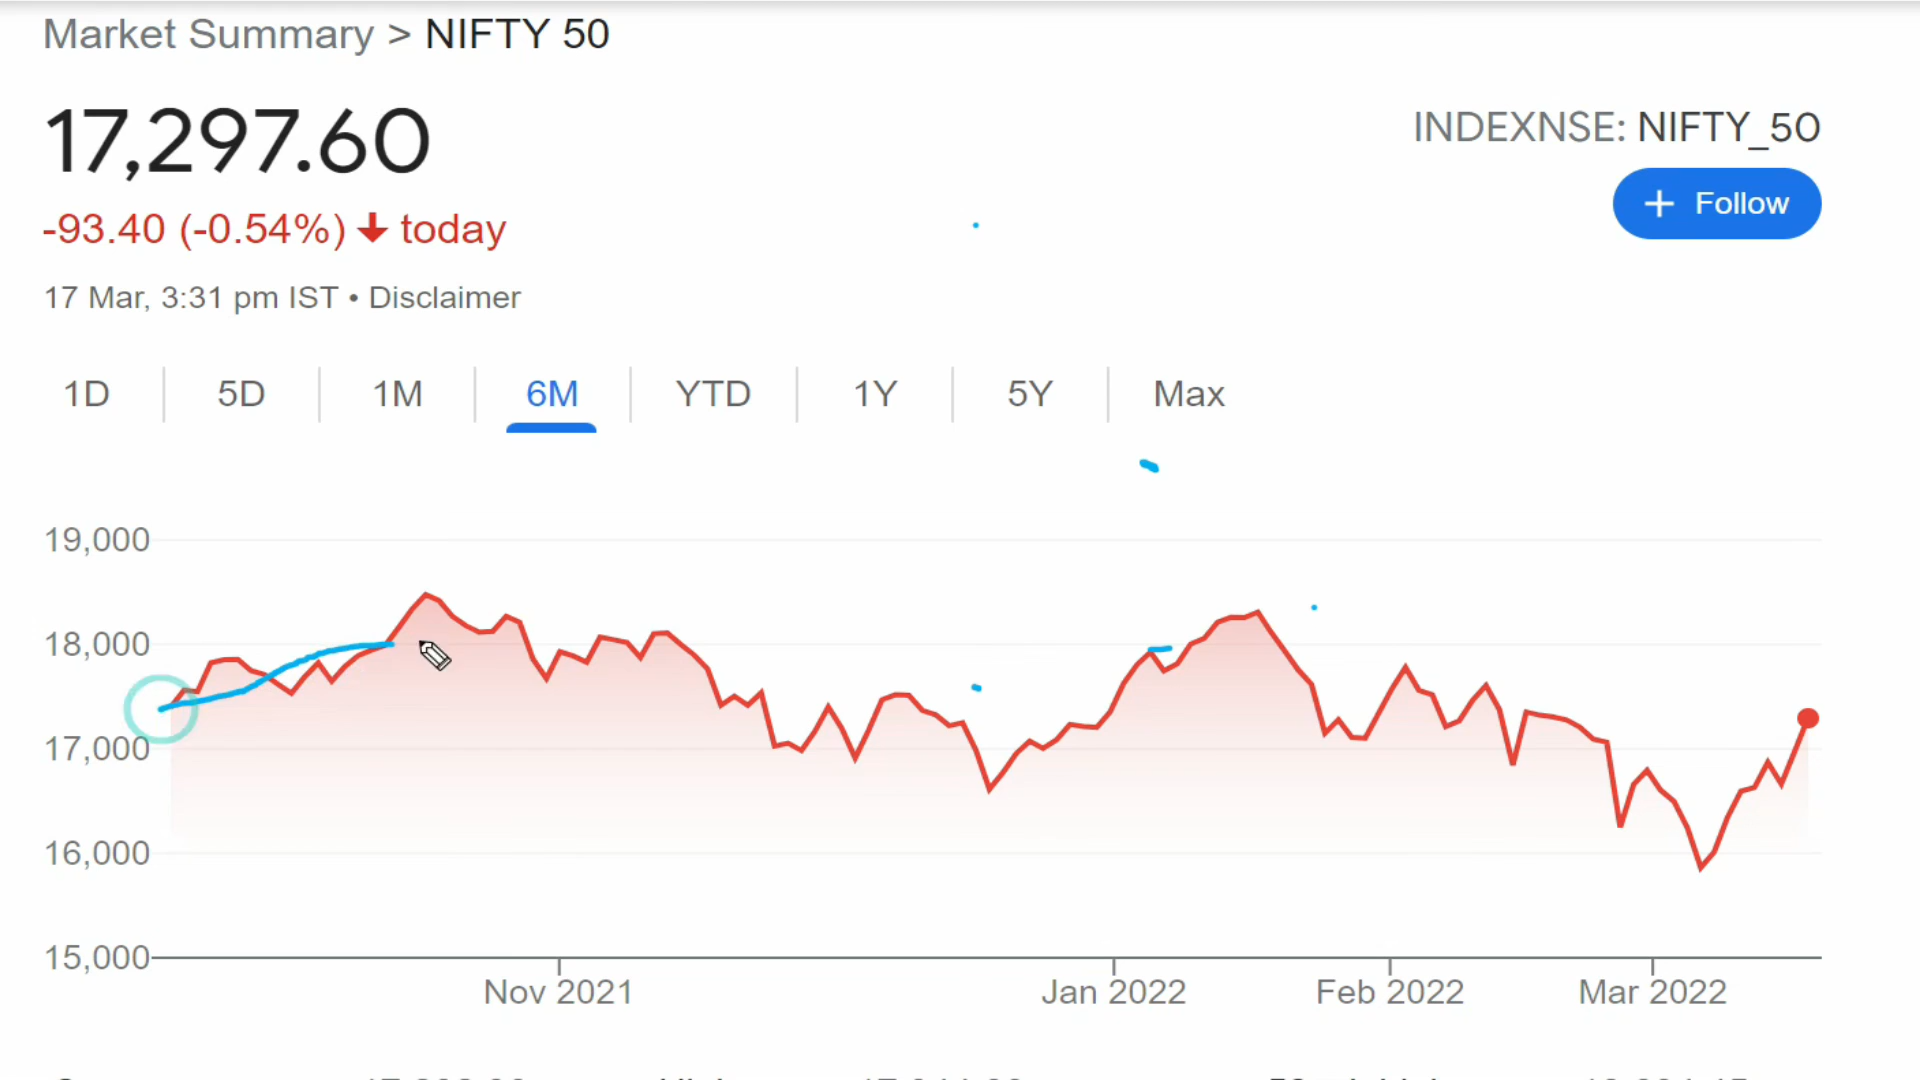 Market Summary > NIFTY 50
17,297.60
INDEXNSE: NIFTY_50
+ Follow
-93.40 (-0.54%) ↓ today
17 Mar, 3:31 pm IST • Disclaimer
1D 5D 1M 6M YTD 1Y 5Y Max
19,000
18,000
17,000
16,000
15,000
Nov 2021 Jan 2022 Feb 2022 Mar 2022